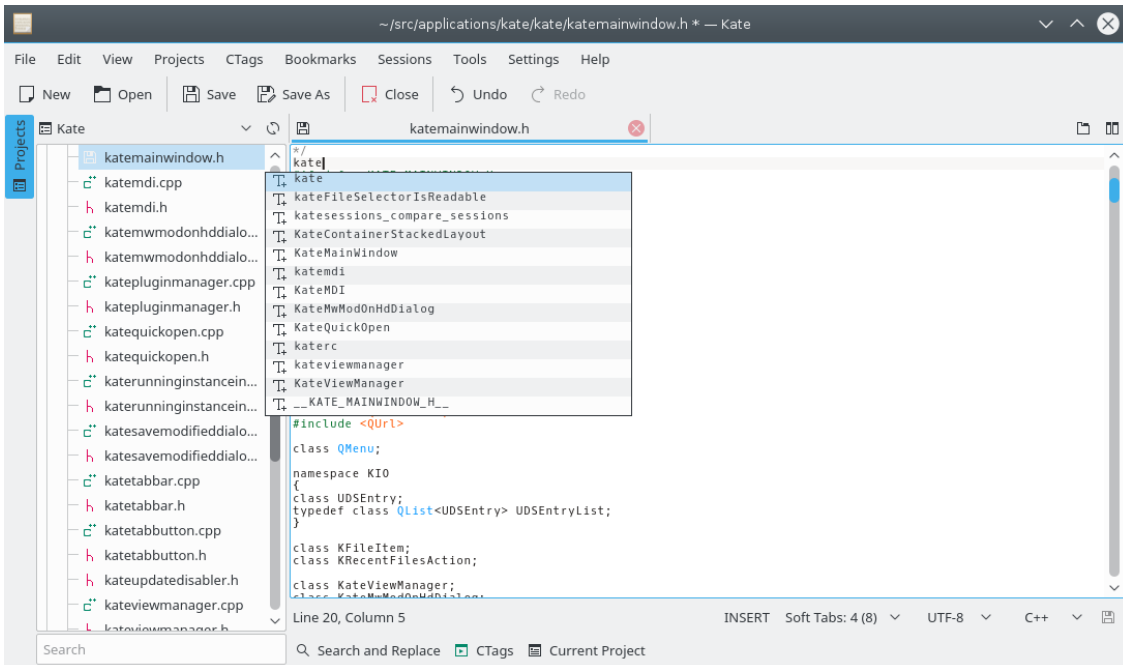 ~/src/applications/kate/kate/katemainwindow.h * — Kate
File Edit View Projects CTags Bookmarks Sessions Tools Settings Help
New Open Save Save As Close Undo Redo
Projects
Kate
katemainwindow.h
katemainwindow.h
katemdi.cpp
katemdi.h
katemwmodonhddialo...
katemwmodonhddialo...
katepluginmanager.cpp
katepluginmanager.h
katequickopen.cpp
katequickopen.h
katerunninginstancein...
katerunninginstancein...
katesavemodifieddialo...
katesavemodifieddialo...
katetabbar.cpp
katetabbar.h
katetabbutton.cpp
katetabbutton.h
kateupdatedisabler.h
kateviewmanager.cpp
kateviewmanager.h
Search
*/
kate
kate
kateFileSelectorIsReadable
katesessions_compare_sessions
KateContainerStackedLayout
KateMainWindow
katemdi
KateMDI
KateMwModOnHdDialog
KateQuickOpen
katerc
kateviewmanager
KateViewManager
__KATE_MAINWINDOW_H__
#include <QUrl>
class QMenu;
namespace KIO
{
class UDSEntry;
typedef class QList<UDSEntry> UDSEntryList;
}
class KFileItem;
class KRecentFilesAction;
class KateViewManager;
class KateMwModOnHdDialog;
Line 20, Column 5 INSERT Soft Tabs: 4 (8) UTF-8 C++
Search and Replace CTags Current Project